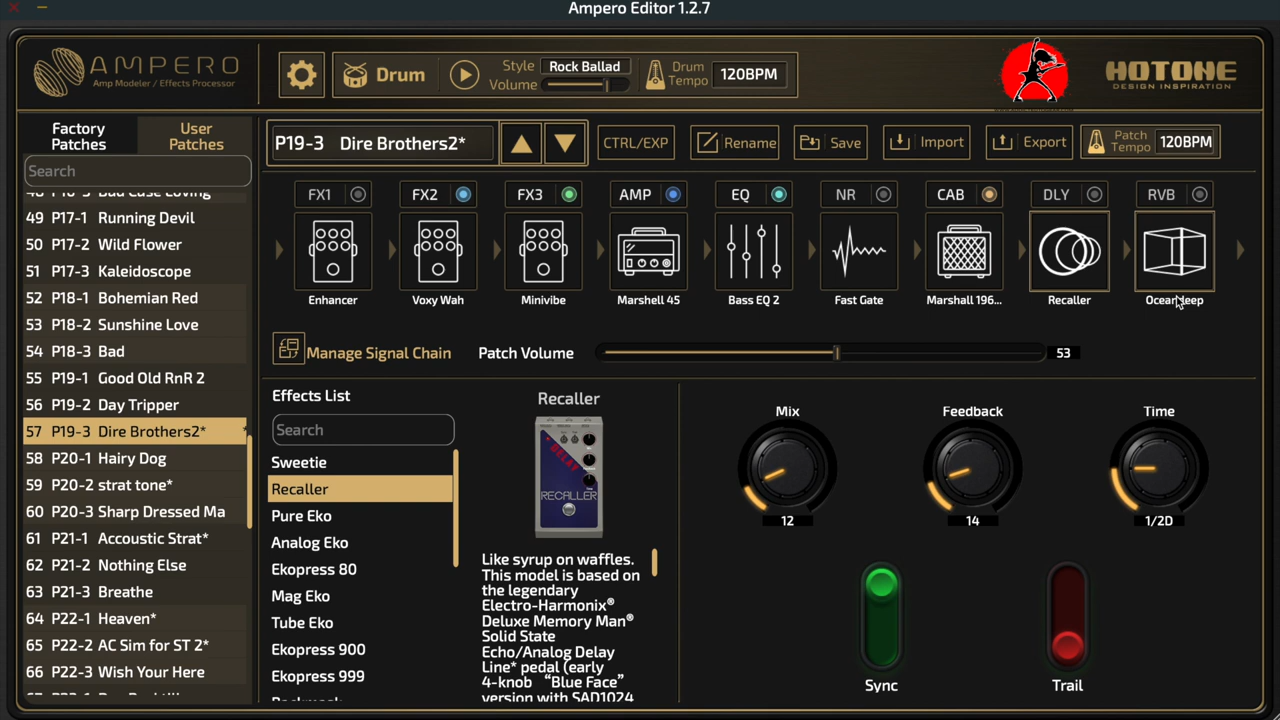 Ampero Editor 1.2.7
AMPERO
Amp Modeler / Effects Processor
Drum
Style
Rock Ballad
Volume
Drum
Tempo
120BPM
HOTONE
DESIGN INSPIRATION
Factory
Patches
User
Patches
Search
P19-3 Dire Brothers2*
CTRL/EXP
Rename
Save
Import
Export
Patch
Tempo
120BPM
FX1
FX2
FX3
AMP
EQ
NR
CAB
DLY
RVB
Enhancer
Voxy Wah
Minivibe
Marshell 45
Bass EQ 2
Fast Gate
Marshall 196...
Recaller
Manage Signal Chain
Patch Volume
53
49 P17-1 Running Devil
50 P17-2 Wild Flower
51 P17-3 Kaleidoscope
52 P18-1 Bohemian Red
53 P18-2 Sunshine Love
54 P18-3 Bad
55 P19-1 Good Old RnR 2
56 P19-2 Day Tripper
57 P19-3 Dire Brothers2* *
58 P20-1 Hairy Dog
59 P20-2 strat tone*
60 P20-3 Sharp Dressed Ma
61 P21-1 Accoustic Strat*
62 P21-2 Nothing Else
63 P21-3 Breathe
64 P22-1 Heaven*
65 P22-2 AC Sim for ST 2*
66 P22-3 Wish Your Here
Effects List
Search
Sweetie
Recaller
Pure Eko
Analog Eko
Ekopress 80
Mag Eko
Tube Eko
Ekopress 900
Ekopress 999
Recaller
DELAY
RECALLER
Like syrup on waffles.
This model is based on
the legendary
Electro-Harmonix®
Deluxe Memory Man®
Solid State
Echo/Analog Delay
Line* pedal (early
4-knob “Blue Face”
version with SAD1024
Mix
12
Feedback
14
Time
1/2D
Sync
Trail